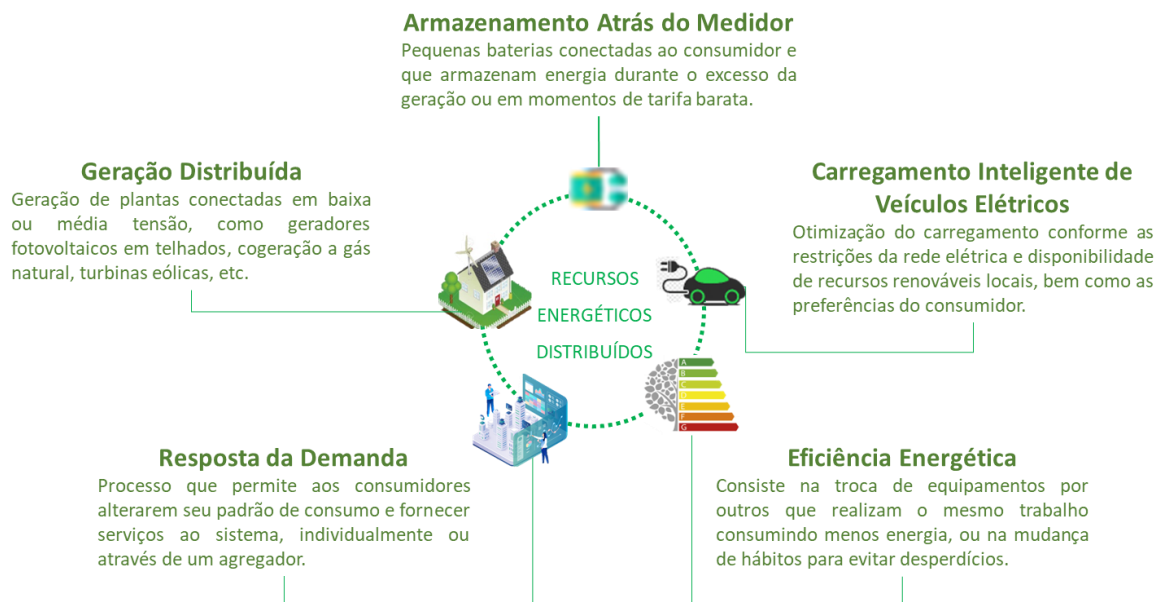 Armazenamento Atrás do Medidor
Pequenas baterias conectadas ao consumidor e
que armazenam energia durante o excesso da
geração ou em momentos de tarifa barata.
Geração Distribuída
Geração de plantas conectadas em baixa
ou média tensão, como geradores
fotovoltaicos em telhados, cogeração a gás
natural, turbinas eólicas, etc.
Carregamento Inteligente de
Veículos Elétricos
Otimização do carregamento conforme as
restrições da rede elétrica e disponibilidade
de recursos renováveis locais, bem como as
preferências do consumidor.
RECURSOS
ENERGÉTICOS
DISTRIBUÍDOS
A
B
C
D
E
F
G
Resposta da Demanda
Processo que permite aos consumidores
alterarem seu padrão de consumo e fornecer
serviços ao sistema, individualmente ou
através de um agregador.
Eficiência Energética
Consiste na troca de equipamentos por
outros que realizam o mesmo trabalho
consumindo menos energia, ou na mudança
de hábitos para evitar desperdícios.